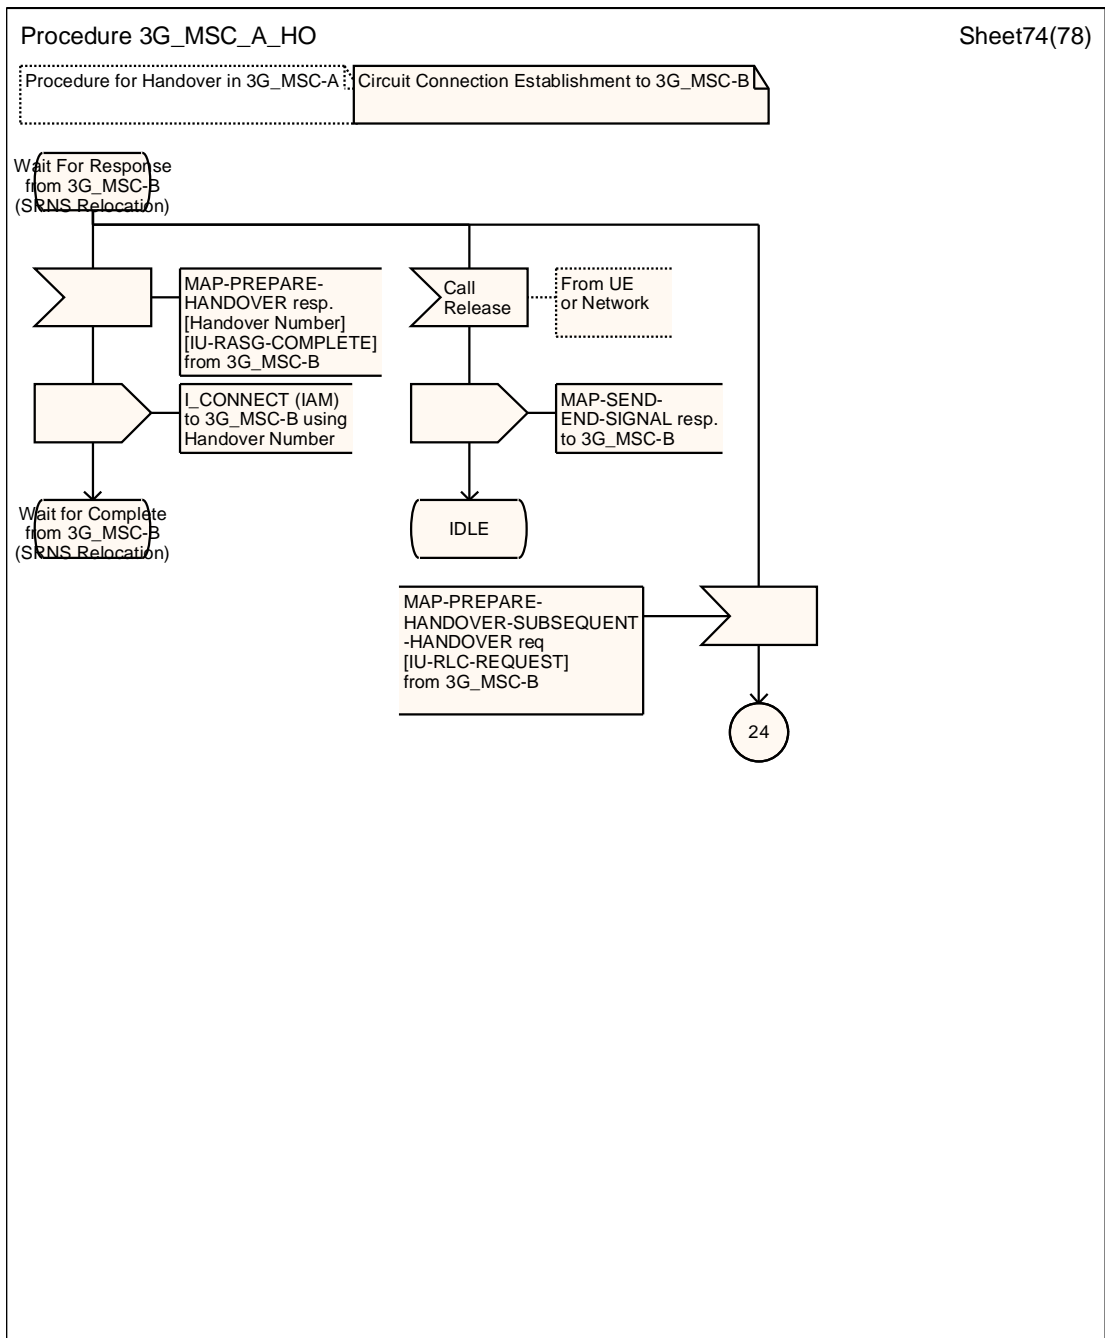 Procedure 3G_MSC_A_HO
Sheet74(78)
Procedure for Handover in 3G_MSC-A
Circuit Connection Establishment to 3G_MSC-B
Wait For Response
from 3G_MSC-B
(SRNS Relocation)
MAP-PREPARE-
HANDOVER resp.
[Handover Number]
[IU-RASG-COMPLETE]
from 3G_MSC-B
Call
Release
From UE
or Network
I_CONNECT (IAM)
to 3G_MSC-B using
Handover Number
MAP-SEND-
END-SIGNAL resp.
to 3G_MSC-B
Wait for Complete
from 3G_MSC-B
(SRNS Relocation)
IDLE
MAP-PREPARE-
HANDOVER-SUBSEQUENT
-HANDOVER req
[IU-RLC-REQUEST]
from 3G_MSC-B
24